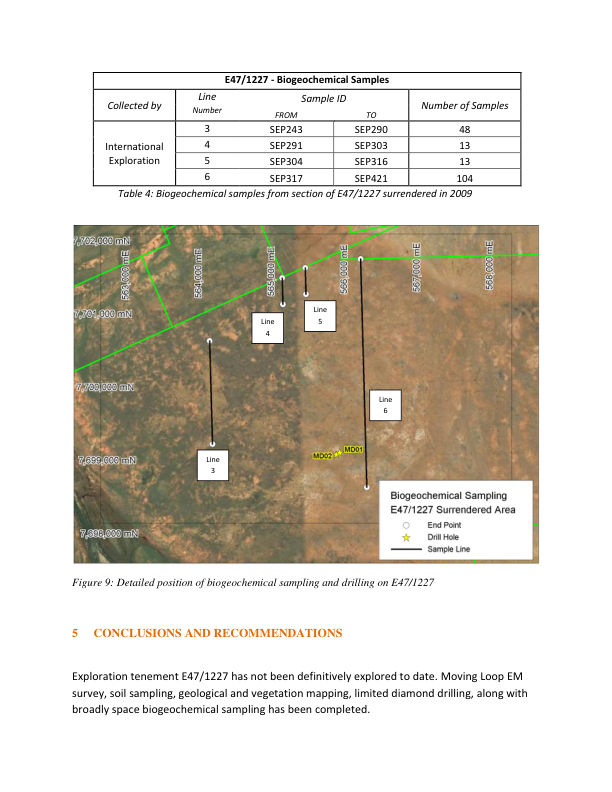 E47/1227 - Biogeochemical Samples
Collected by
Line
Number
Sample ID
FROM
TO
Number of Samples
International
Exploration
3 SEP243 SEP290 48
4 SEP291 SEP303 13
5 SEP304 SEP316 13
6 SEP317 SEP421 104
Table 4: Biogeochemical samples from section of E47/1227 surrendered in 2009
7,702,000 mN
563,000 mE
564,000 mE
565,000 mE
566,000 mE
567,000 mE
568,000 mE
7,701,000 mN
Line
4
Line
5
7,700,000 mN
Line
6
7,699,000 mN
Line
3
MD02
MD01
7,698,000 mN
Biogeochemical Sampling
E47/1227 Surrendered Area
End Point
Drill Hole
Sample Line
Figure 9: Detailed position of biogeochemical sampling and drilling on E47/1227
5 CONCLUSIONS AND RECOMMENDATIONS
Exploration tenement E47/1227 has not been definitively explored to date. Moving Loop EM
survey, soil sampling, geological and vegetation mapping, limited diamond drilling, along with
broadly space biogeochemical sampling has been completed.